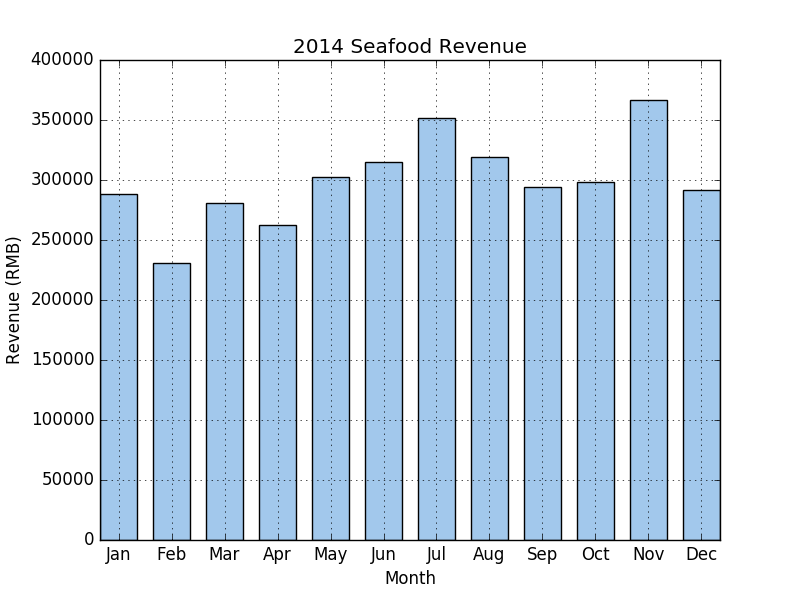 2014 Seafood Revenue
400000
350000
300000
250000
200000
150000
100000
50000
0
Revenue (RMB)
Jan Feb Mar Apr May Jun Jul Aug Sep Oct Nov Dec
Month